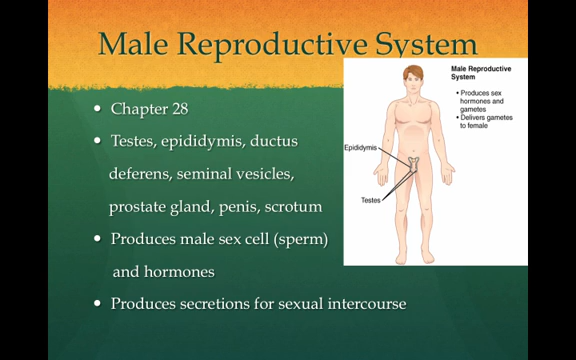 Male Reproductive System
• Chapter 28
• Testes, epididymis, ductus
deferens, seminal vesicles,
prostate gland, penis, scrotum
• Produces male sex cell (sperm)
and hormones
• Produces secretions for sexual intercourse
Male Reproductive
System
• Produces sex
hormones and
gametes
• Delivers gametes
to female
Epididymis
Testes